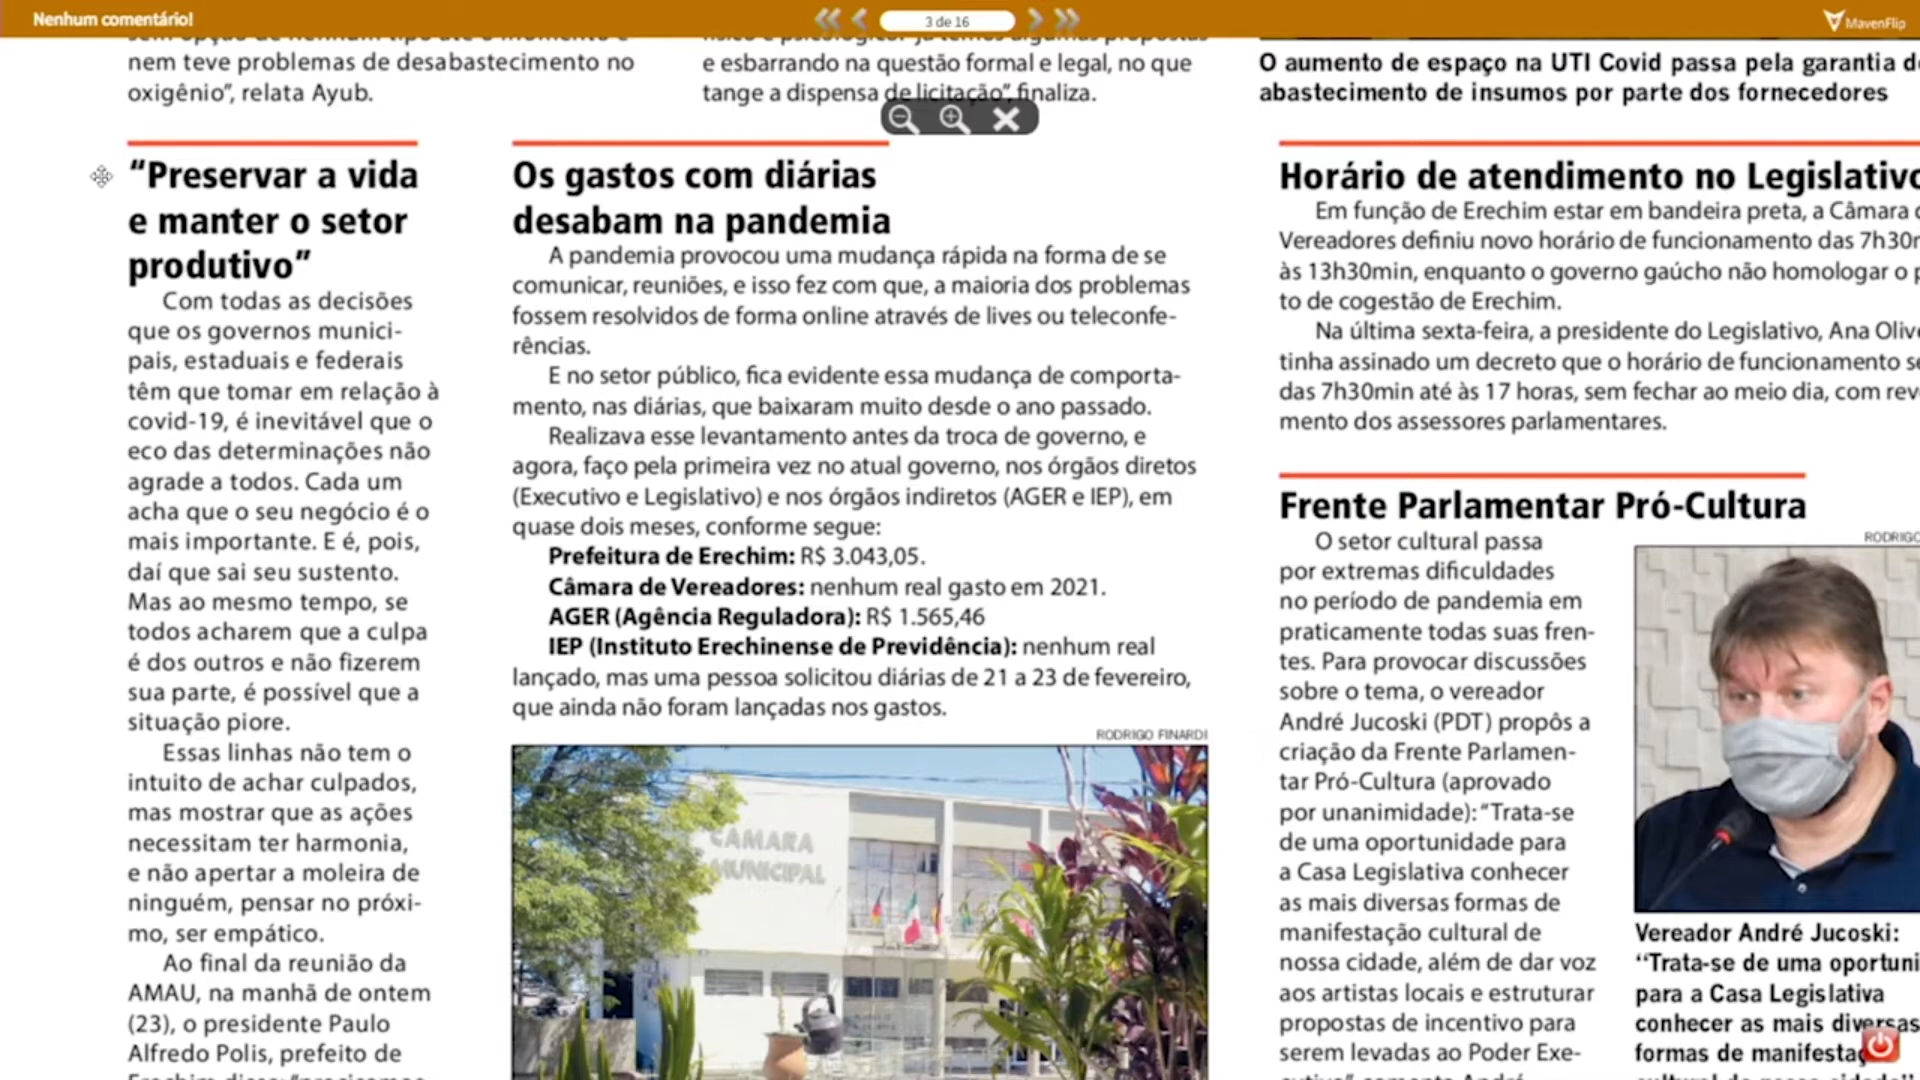 Nenhum comentário!
3 de 16
MavenFlip
nem teve problemas de desabastecimento no
oxigênio”, relata Ayub.
e esbarrando na questão formal e legal, no que
tange a dispensa de licitação”, finaliza.
O aumento de espaço na UTI Covid passa pela garantia d
abastecimento de insumos por parte dos fornecedores
“Preservar a vida
e manter o setor
produtivo”
Com todas as decisões
que os governos munici-
pais, estaduais e federais
têm que tomar em relação à
covid-19, é inevitável que o
eco das determinações não
agrade a todos. Cada um
acha que o seu negócio é o
mais importante. E é, pois,
daí que sai seu sustento.
Mas ao mesmo tempo, se
todos acharem que a culpa
é dos outros e não fizerem
sua parte, é possível que a
situação piore.
Essas linhas não tem o
intuito de achar culpados,
mas mostrar que as ações
necessitam ter harmonia,
e não apertar a moleira de
ninguém, pensar no próxi-
mo, ser empático.
Ao final da reunião da
AMAU, na manhã de ontem
(23), o presidente Paulo
Alfredo Polis, prefeito de
Os gastos com diárias
desabam na pandemia
A pandemia provocou uma mudança rápida na forma de se
comunicar, reuniões, e isso fez com que, a maioria dos problemas
fossem resolvidos de forma online através de lives ou teleconfe-
rências.
E no setor público, fica evidente essa mudança de comporta-
mento, nas diárias, que baixaram muito desde o ano passado.
Realizava esse levantamento antes da troca de governo, e
agora, faço pela primeira vez no atual governo, nos órgãos diretos
(Executivo e Legislativo) e nos órgãos indiretos (AGER e IEP), em
quase dois meses, conforme segue:
Prefeitura de Erechim: R$ 3.043,05.
Câmara de Vereadores: nenhum real gasto em 2021.
AGER (Agência Reguladora): R$ 1.565,46
IEP (Instituto Erechinense de Previdência): nenhum real
lançado, mas uma pessoa solicitou diárias de 21 a 23 de fevereiro,
que ainda não foram lançadas nos gastos.
RODRIGO FINARDI
CÂMARA
MUNICIPAL
Horário de atendimento no Legislativo
Em função de Erechim estar em bandeira preta, a Câmara
Vereadores definiu novo horário de funcionamento das 7h30
às 13h30min, enquanto o governo gaúcho não homologar o p
to de cogestão de Erechim.
Na última sexta-feira, a presidente do Legislativo, Ana Olive
tinha assinado um decreto que o horário de funcionamento se
das 7h30min até às 17 horas, sem fechar ao meio dia, com rev
mento dos assessores parlamentares.
Frente Parlamentar Pró-Cultura
RODRIGO
O setor cultural passa
por extremas dificuldades
no período de pandemia em
praticamente todas suas fren-
tes. Para provocar discussões
sobre o tema, o vereador
André Jucoski (PDT) propôs a
criação da Frente Parlamen-
tar Pró-Cultura (aprovado
por unanimidade): “Trata-se
de uma oportunidade para
a Casa Legislativa conhecer
as mais diversas formas de
manifestação cultural de
nossa cidade, além de dar voz
aos artistas locais e estruturar
propostas de incentivo para
serem levadas ao Poder Exe-
Vereador André Jucoski:
“Trata-se de uma oportuni
para a Casa Legislativa
conhecer as mais diversas
formas de manifesta